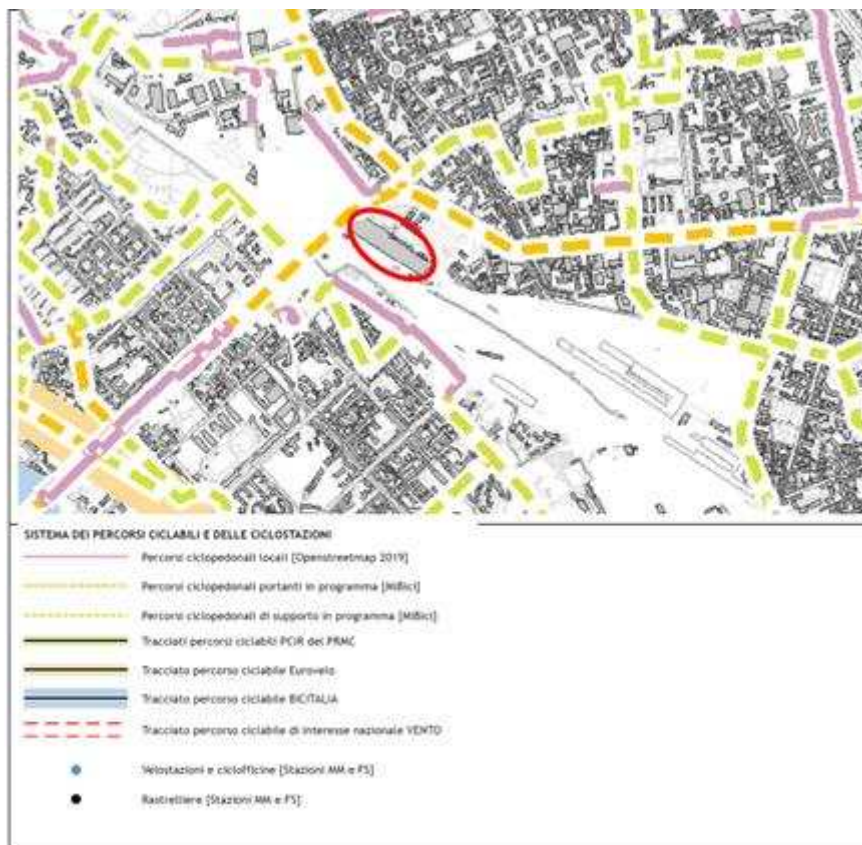 SISTEMA DEI PERCORSI CICLABILI E DELLE CICLOSTAZIONI
Percorsi ciclopedonali locali [Openstreetmap 2019]
Percorsi ciclopedonali portanti in programma [MiBici]
Percorsi ciclopedonali di supporto in programma [MiBici]
Tracciati percorsi ciclabili PCIR del PRMC
Tracciato percorso ciclabile Eurovelo
Tracciato percorso ciclabile BICITALIA
Tracciato percorso ciclabile di interesse nazionale VENTO
Velostazioni e ciclofficine [Stazioni MM e FS]
Rastrelliere [Stazioni MM e FS]